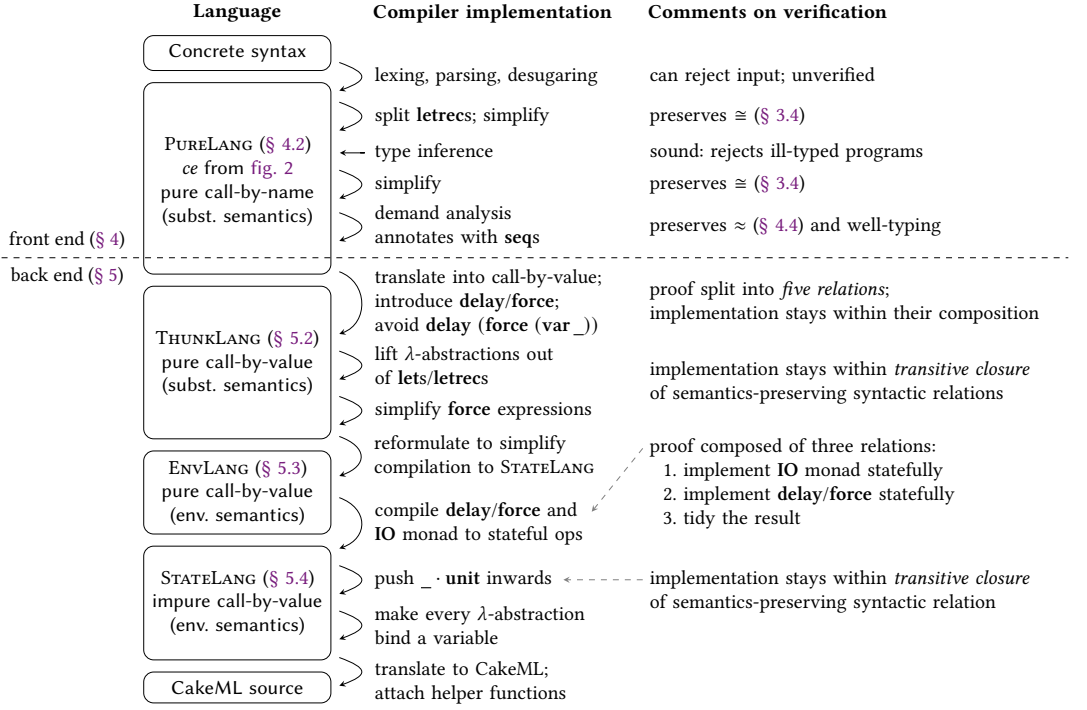 Language Compiler implementation Comments on verification
Concrete syntax
lexing, parsing, desugaring can reject input; unverified
split letrecs; simplify preserves ≅ (§ 3.4)
PureLang (§ 4.2)
ce from fig. 2
pure call-by-name
(subst. semantics)
type inference sound: rejects ill-typed programs
simplify preserves ≅ (§ 3.4)
demand analysis
annotates with seqs
preserves ≈ (§ 4.4) and well-typing
front end (§ 4)
back end (§ 5)
translate into call-by-value;
introduce delay/force;
avoid delay (force (var _))
proof split into five relations;
implementation stays within their composition
ThunkLang (§ 5.2)
pure call-by-value
(subst. semantics)
lift λ-abstractions out
of lets/letrecs
implementation stays within transitive closure
of semantics-preserving syntactic relations
simplify force expressions
reformulate to simplify
compilation to StateLang
EnvLang (§ 5.3)
pure call-by-value
(env. semantics)
proof composed of three relations:
1. implement IO monad statefully
2. implement delay/force statefully
3. tidy the result
compile delay/force and
IO monad to stateful ops
StateLang (§ 5.4)
impure call-by-value
(env. semantics)
push _ · unit inwards
implementation stays within transitive closure
of semantics-preserving syntactic relation
make every λ-abstraction
bind a variable
translate to CakeML;
attach helper functions
CakeML source